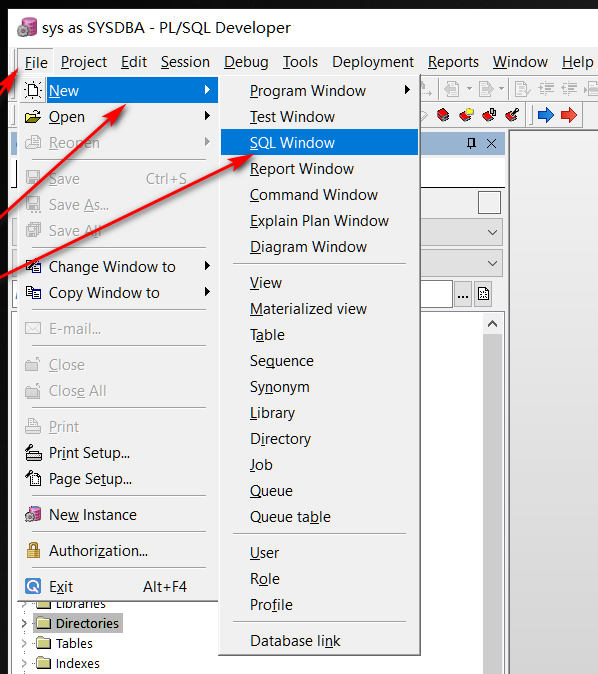 sys as SYSDBA - PL/SQL Developer
File Project Edit Session Debug Tools Deployment Reports Window Help
New
Open
Reopen
Save Ctrl+S
Save As...
Save All
Change Window to
Copy Window to
E-mail...
Close
Close All
Print
Print Setup...
Page Setup...
New Instance
Authorization...
Exit Alt+F4
Program Window
Test Window
SQL Window
Report Window
Command Window
Explain Plan Window
Diagram Window
View
Materialized view
Table
Sequence
Synonym
Library
Directory
Job
Queue
Queue table
User
Role
Profile
Database link
...
Libraries
Directories
Tables
Indexes